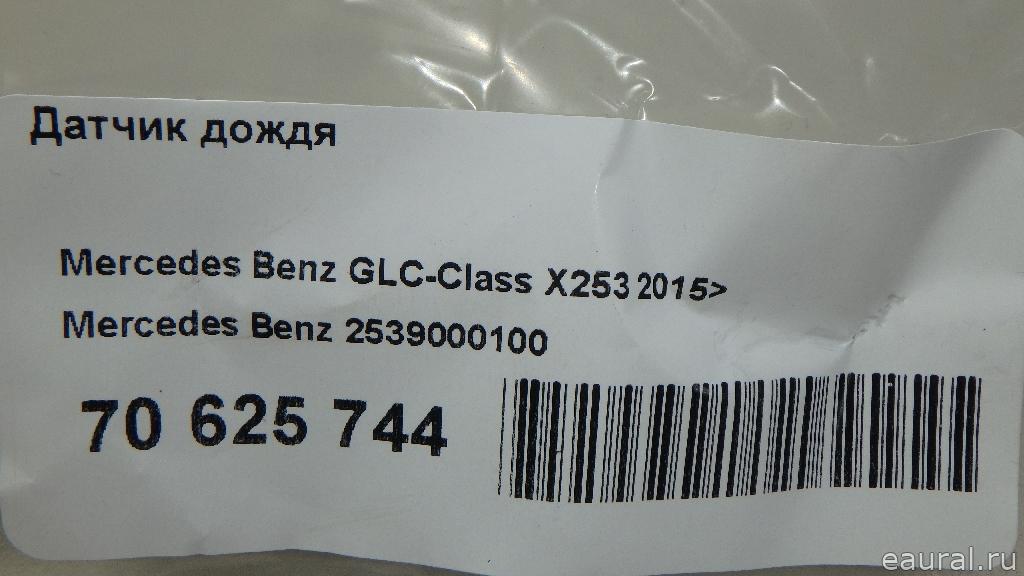 Датчик дождя
Mercedes Benz GLC-Class X253 2015>
Mercedes Benz 2539000100
70 625 744
eaural.ru